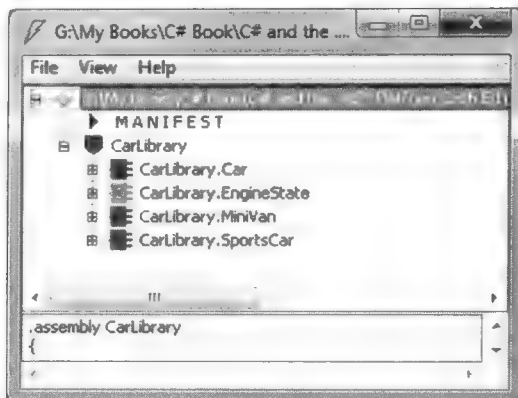 G:\My Books\C# Book\C# and the ....
File View Help
MANIFEST
CarLibrary
CarLibrary.Car
CarLibrary.EngineState
CarLibrary.MiniVan
CarLibrary.SportsCar
.assembly CarLibrary
{